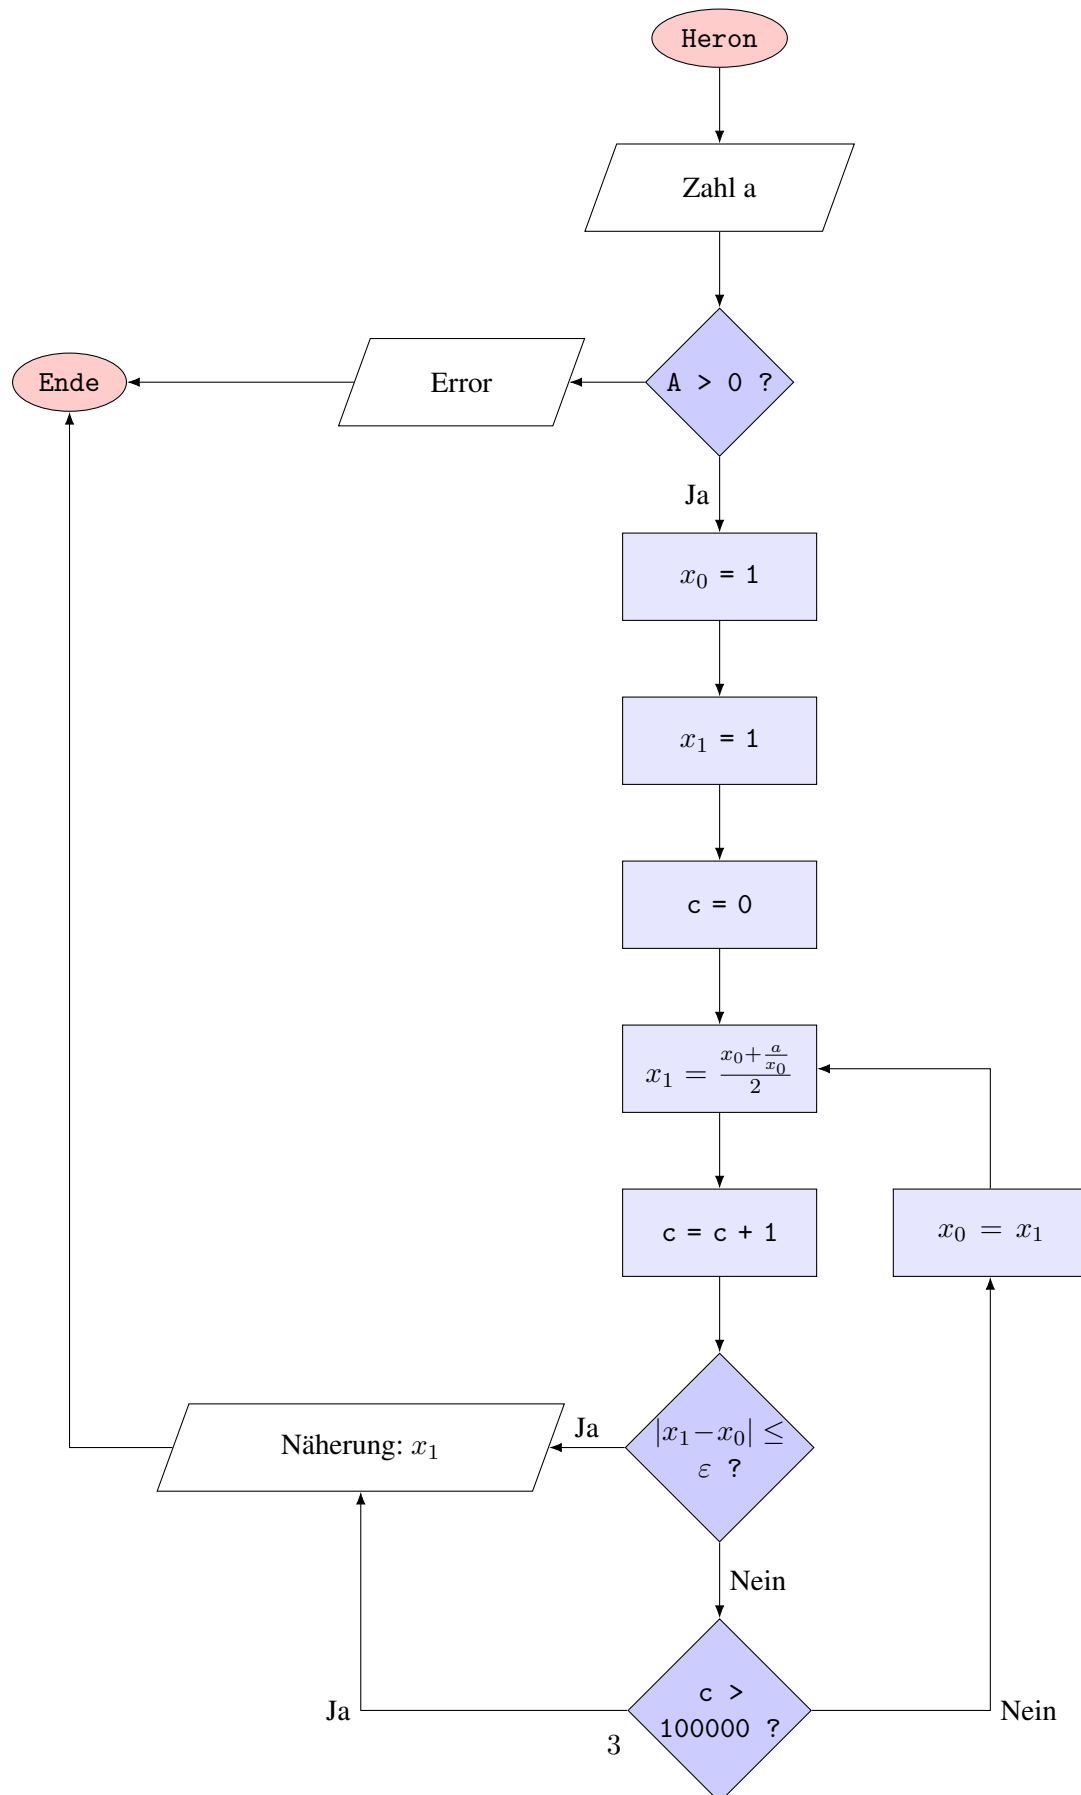 Heron
Zahl a
A > 0 ?
Error
Ende
Ja
x₀ = 1
x₁ = 1
c = 0
x₁ = (x₀ + a/x₀)/2
c = c + 1
x₀ = x₁
|x₁−x₀| ≤
ε ?
Ja
Näherung: x₁
Nein
c >
100000 ?
Ja
Nein
3